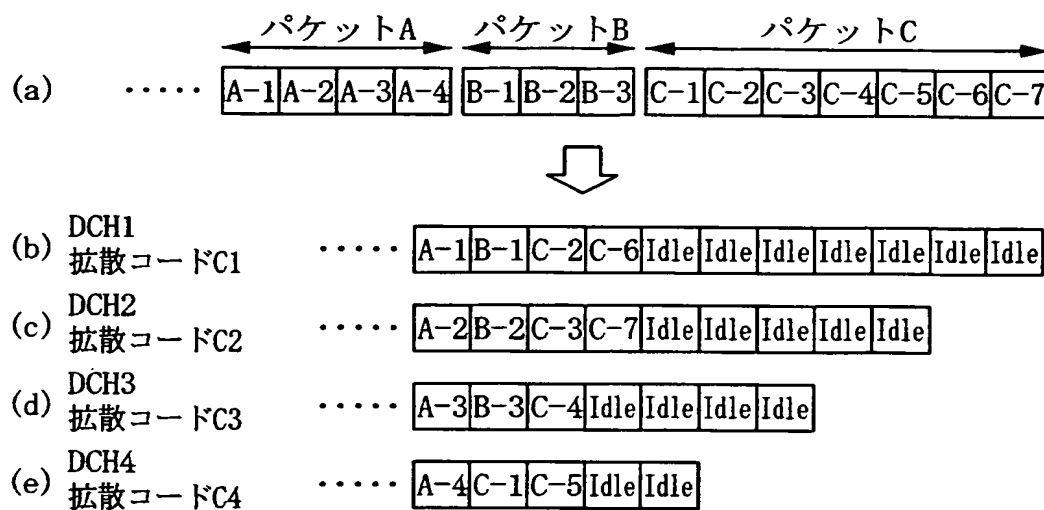 パケットA パケットB パケットC
(a) ····· A-1 A-2 A-3 A-4 B-1 B-2 B-3 C-1 C-2 C-3 C-4 C-5 C-6 C-7
DCH1
(b) 拡散コードC1 ····· A-1 B-1 C-2 C-6 Idle Idle Idle Idle Idle Idle Idle
DCH2
(c) 拡散コードC2 ····· A-2 B-2 C-3 C-7 Idle Idle Idle Idle Idle
DCH3
(d) 拡散コードC3 ····· A-3 B-3 C-4 Idle Idle Idle Idle
DCH4
(e) 拡散コードC4 ····· A-4 C-1 C-5 Idle Idle